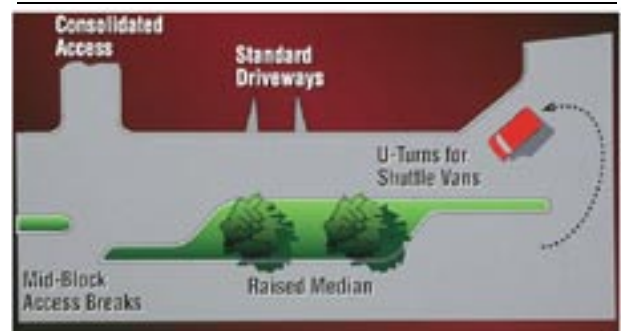 Consolidated
Access
Standard
Driveways
U-Turns for
Shuttle Vans
Mid-Block
Access Breaks
Raised Median